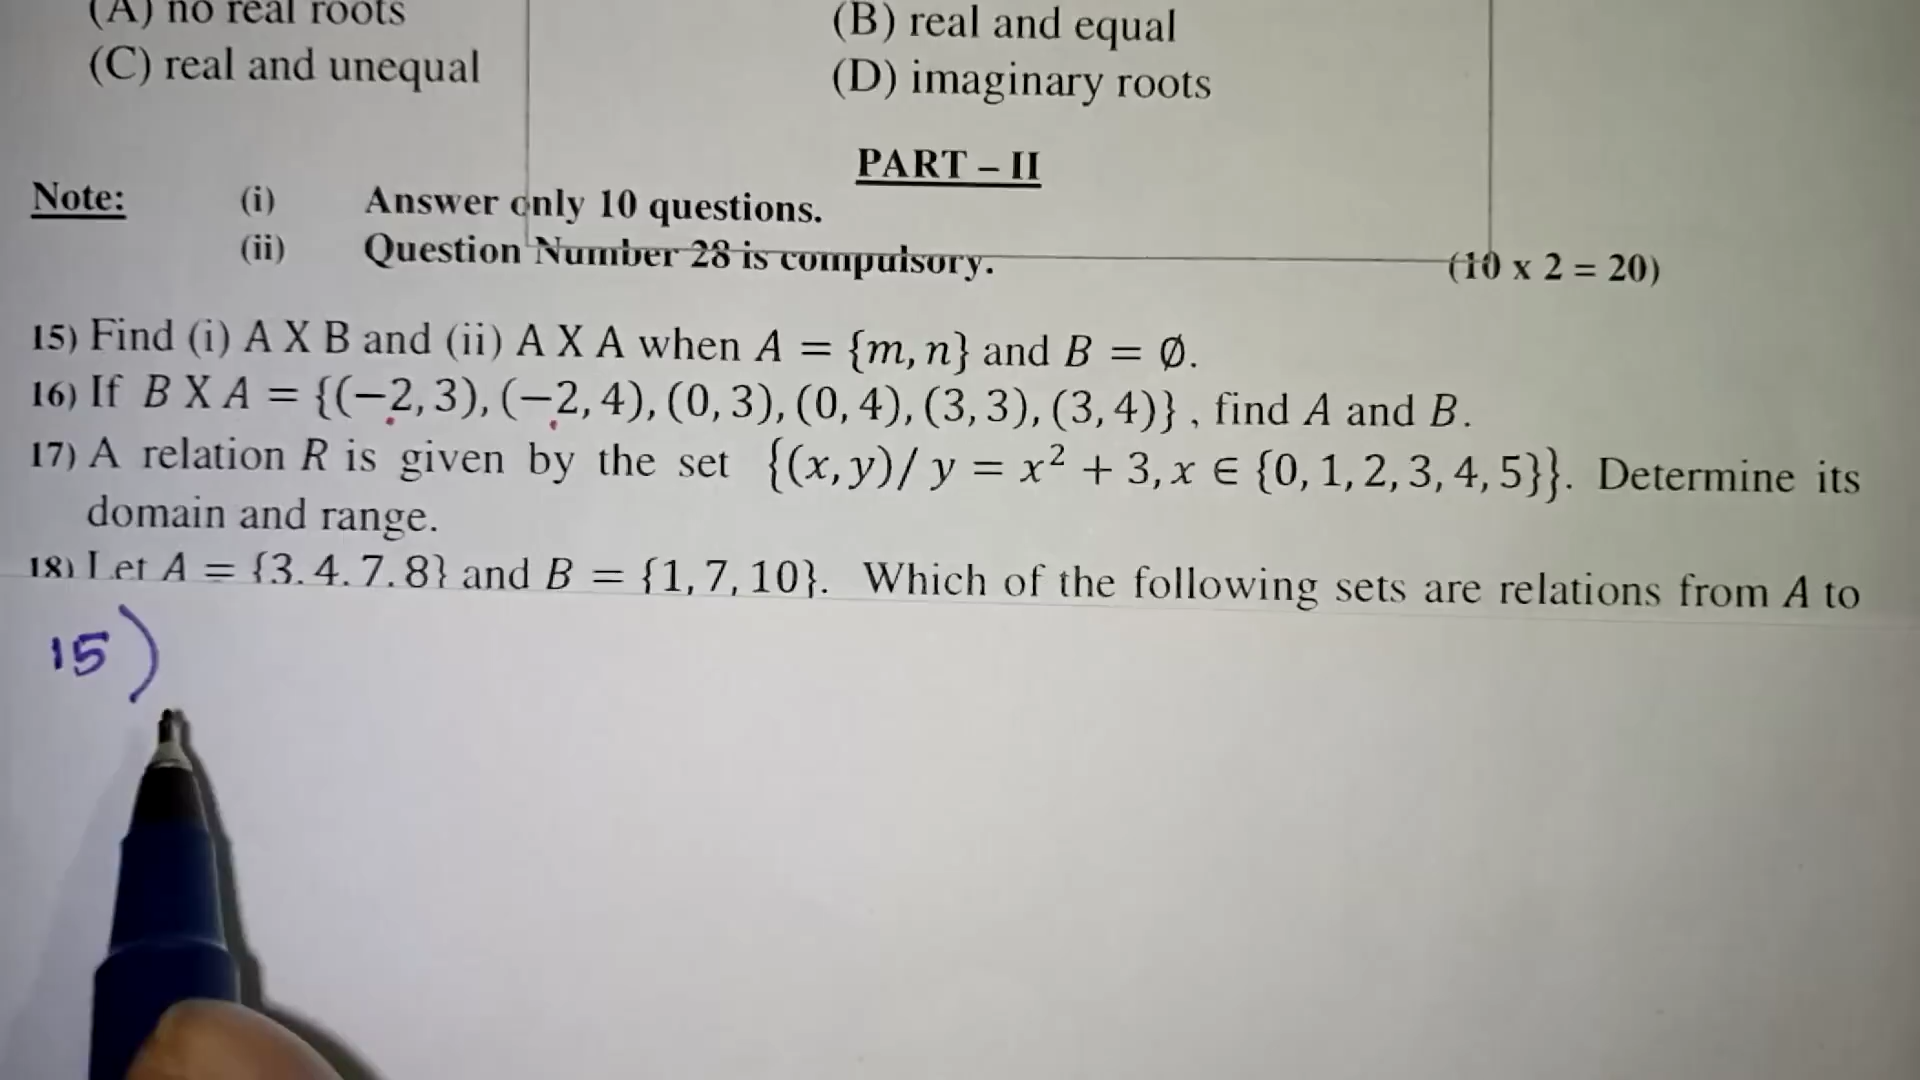 (A) no real roots (B) real and equal
(C) real and unequal (D) imaginary roots
PART – II
Note: (i) Answer only 10 questions.
(ii) Question Number 28 is compulsory. (10 x 2 = 20)
15) Find (i) A X B and (ii) A X A when A = {m, n} and B = ∅.
16) If B X A = {(−2, 3), (−2, 4), (0, 3), (0, 4), (3, 3), (3, 4)} , find A and B.
17) A relation R is given by the set {(x, y)/ y = x² + 3, x ∈ {0, 1, 2, 3, 4, 5}}. Determine its
domain and range.
18) Let A = {3, 4, 7, 8} and B = {1, 7, 10}. Which of the following sets are relations from A to
15)